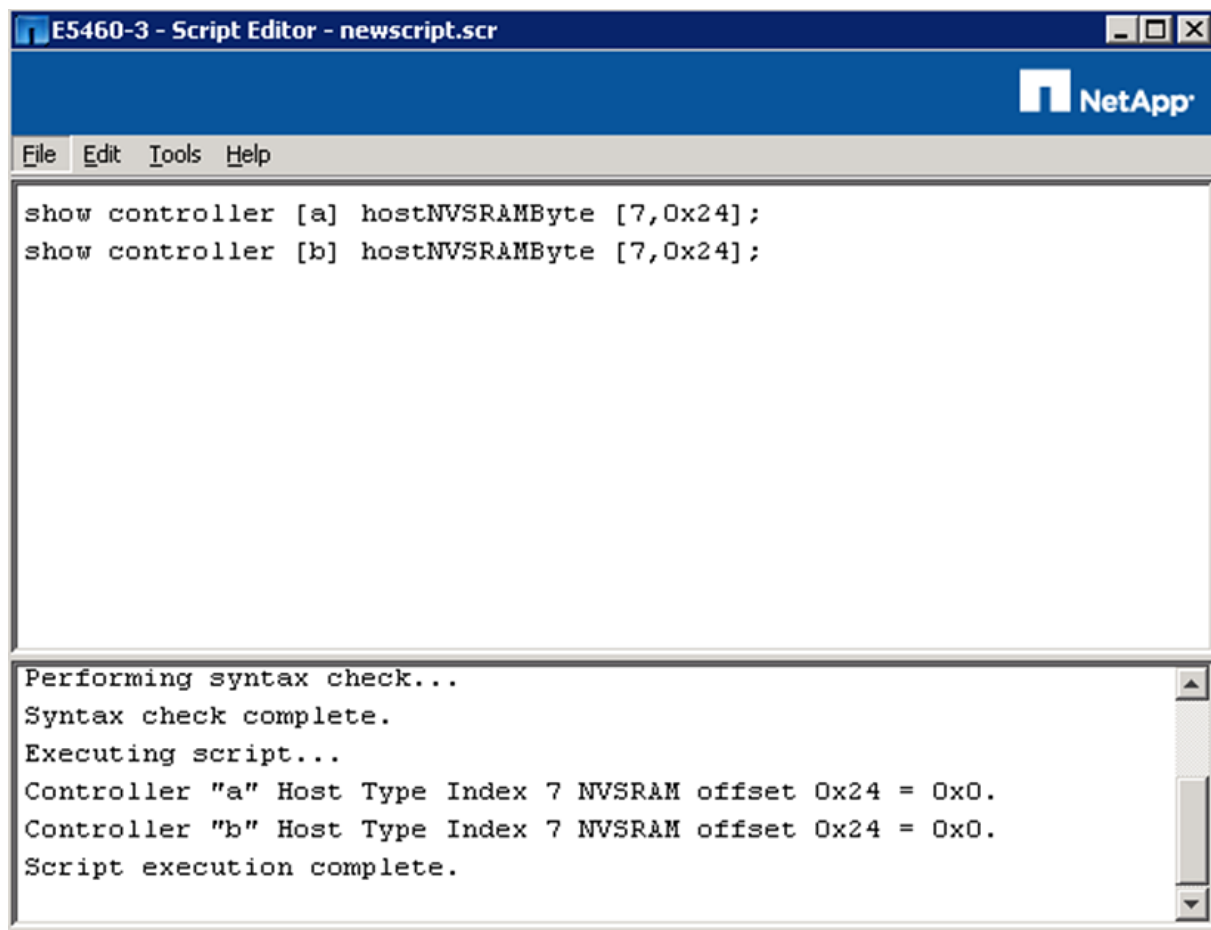 E5460-3 - Script Editor - newscript.scr
NetApp
File Edit Tools Help
show controller [a] hostNVSRAMByte [7,0x24];
show controller [b] hostNVSRAMByte [7,0x24];
Performing syntax check...
Syntax check complete.
Executing script...
Controller "a" Host Type Index 7 NVSRAM offset 0x24 = 0x0.
Controller "b" Host Type Index 7 NVSRAM offset 0x24 = 0x0.
Script execution complete.